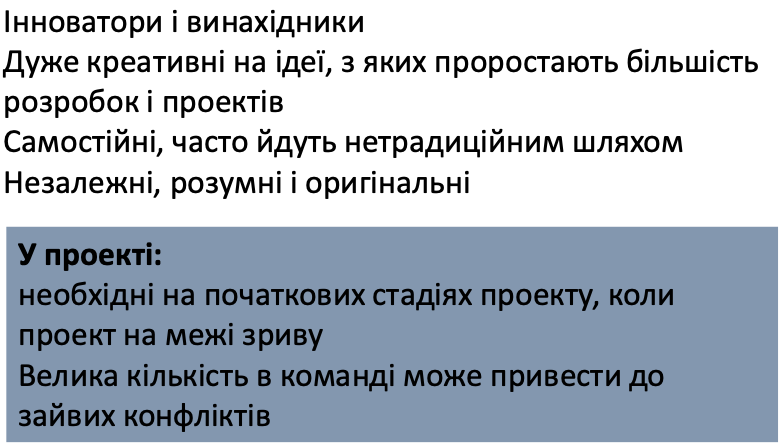 Інноватори і винахідники
Дуже креативні на ідеї, з яких проростають більшість
розробок і проектів
Самостійні, часто йдуть нетрадиційним шляхом
Незалежні, розумні і оригінальні
У проекті:
необхідні на початкових стадіях проекту, коли
проект на межі зриву
Велика кількість в команді може привести до
зайвих конфліктів